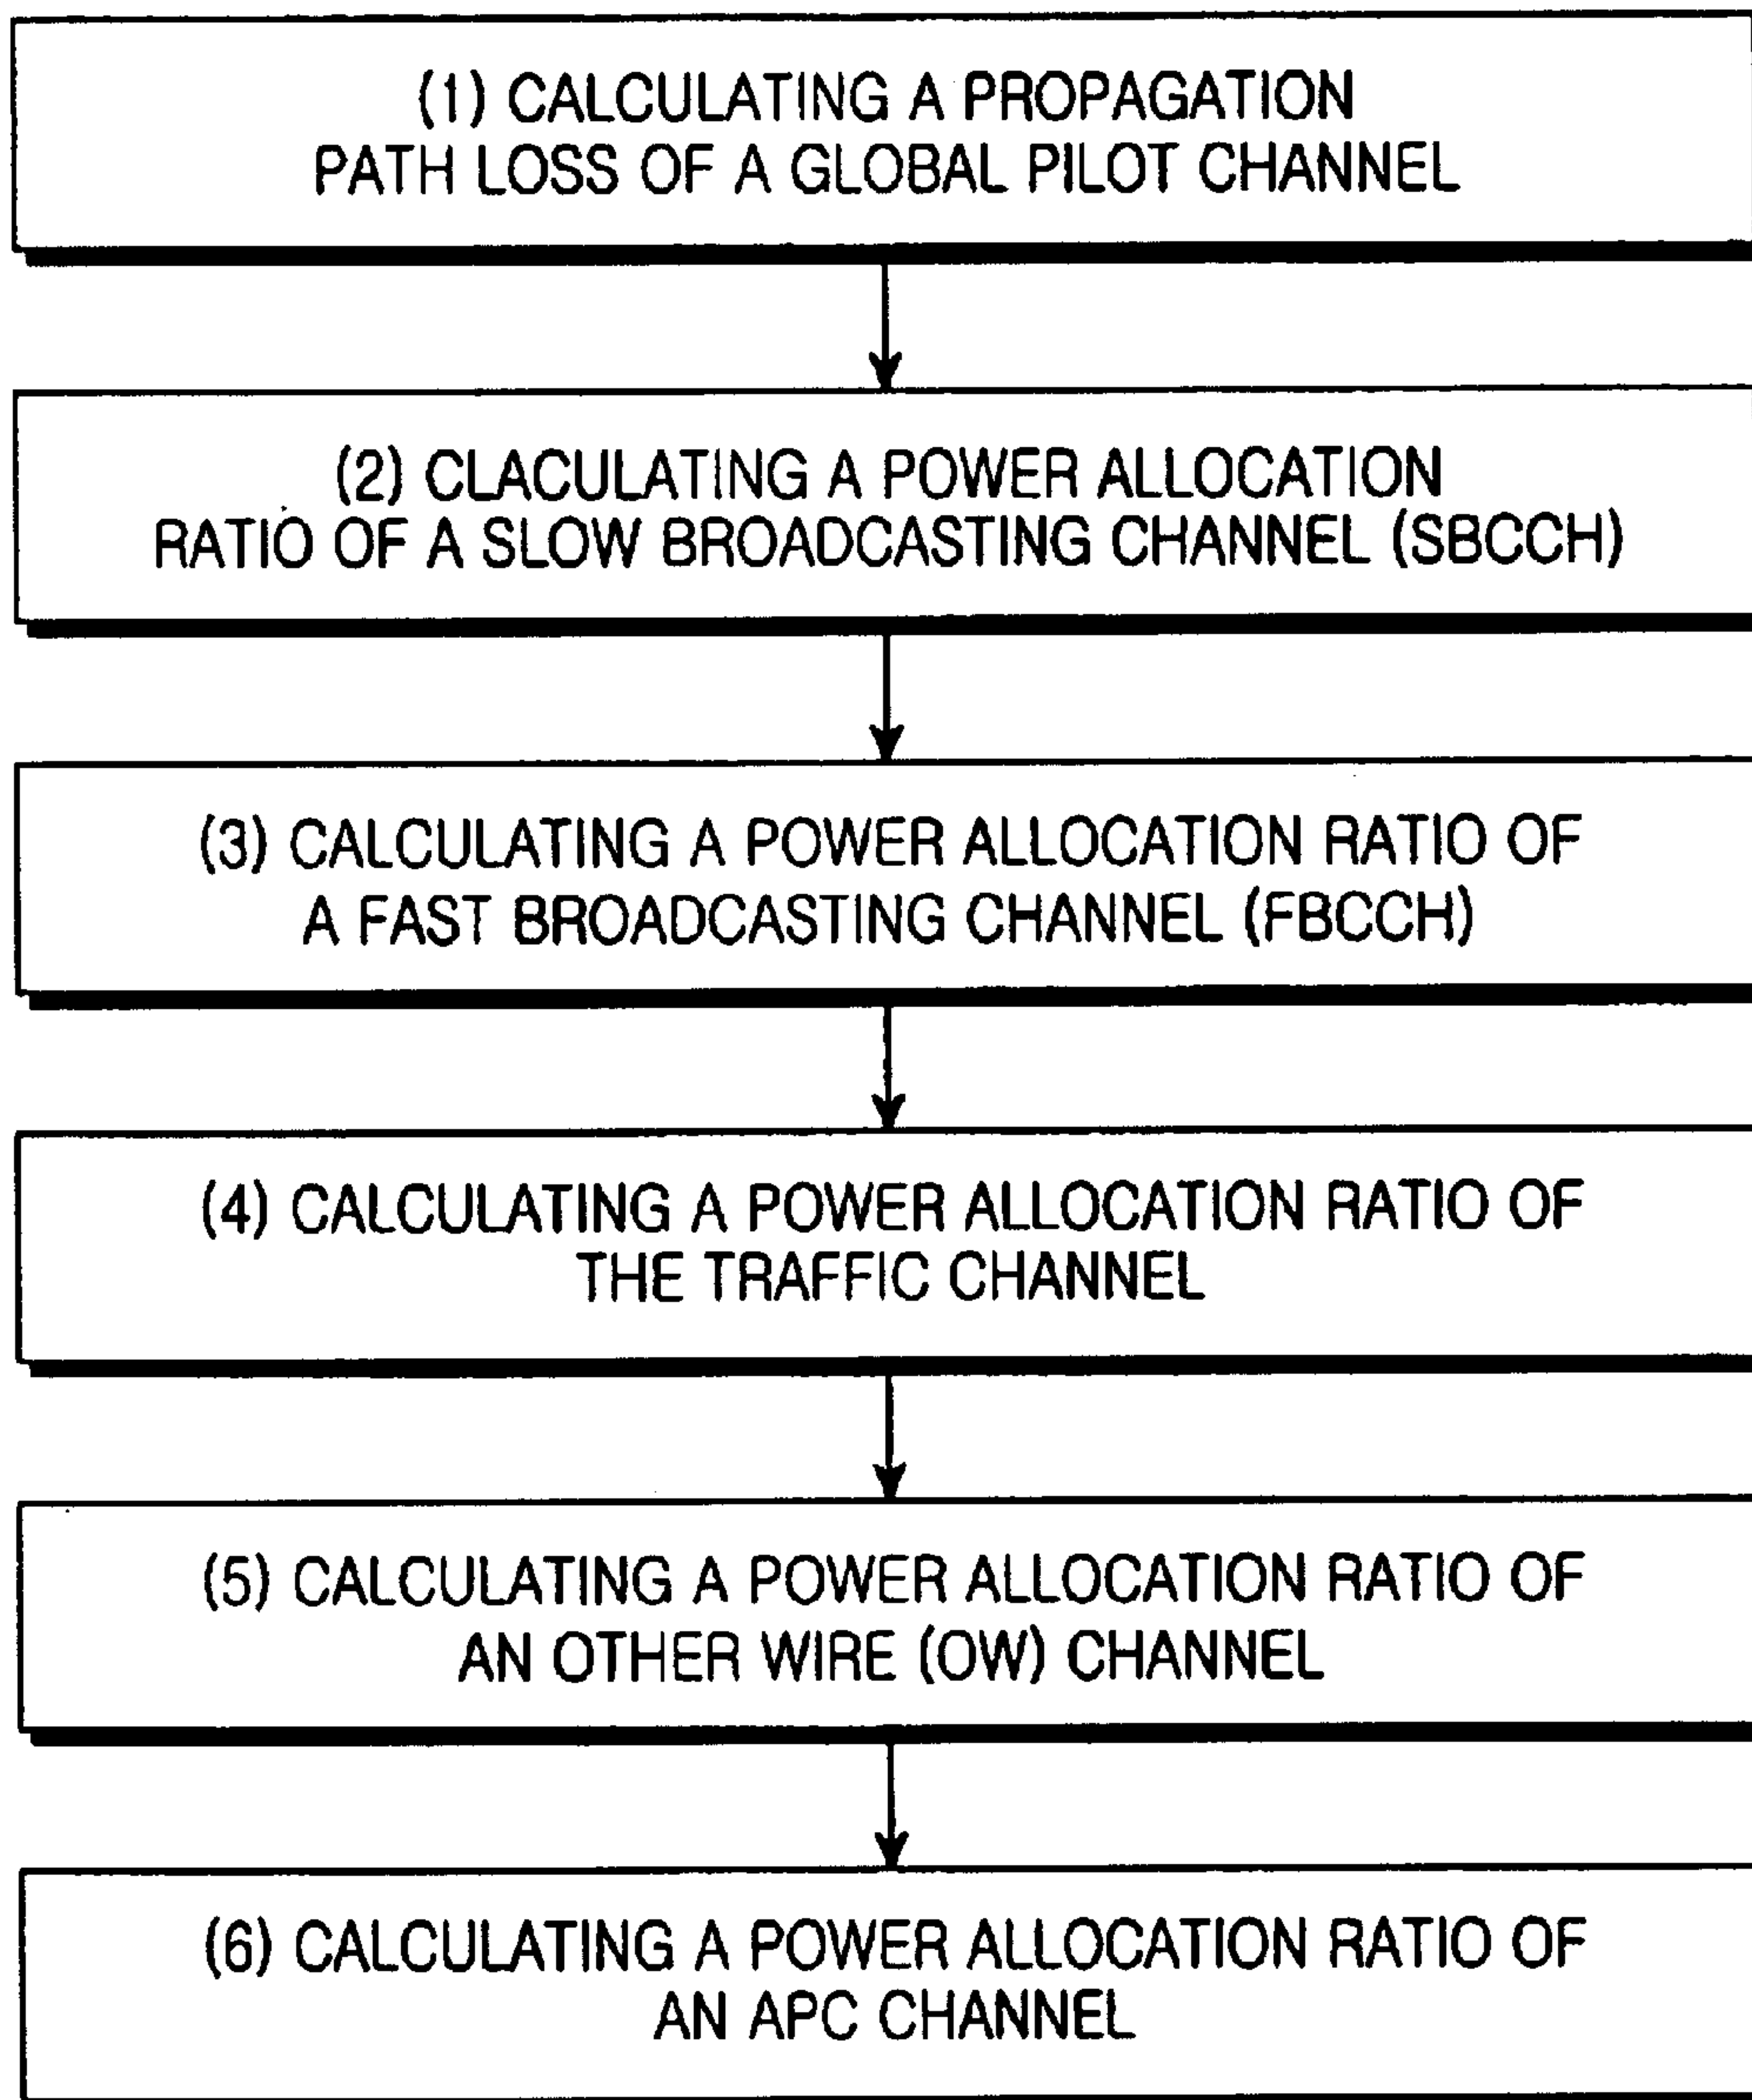 (1) CALCULATING A PROPAGATION
PATH LOSS OF A GLOBAL PILOT CHANNEL
(2) CLACULATING A POWER ALLOCATION
RATIO OF A SLOW BROADCASTING CHANNEL (SBCCH)
(3) CALCULATING A POWER ALLOCATION RATIO OF
A FAST BROADCASTING CHANNEL (FBCCH)
(4) CALCULATING A POWER ALLOCATION RATIO OF
THE TRAFFIC CHANNEL
(5) CALCULATING A POWER ALLOCATION RATIO OF
AN OTHER WIRE (OW) CHANNEL
(6) CALCULATING A POWER ALLOCATION RATIO OF
AN APC CHANNEL